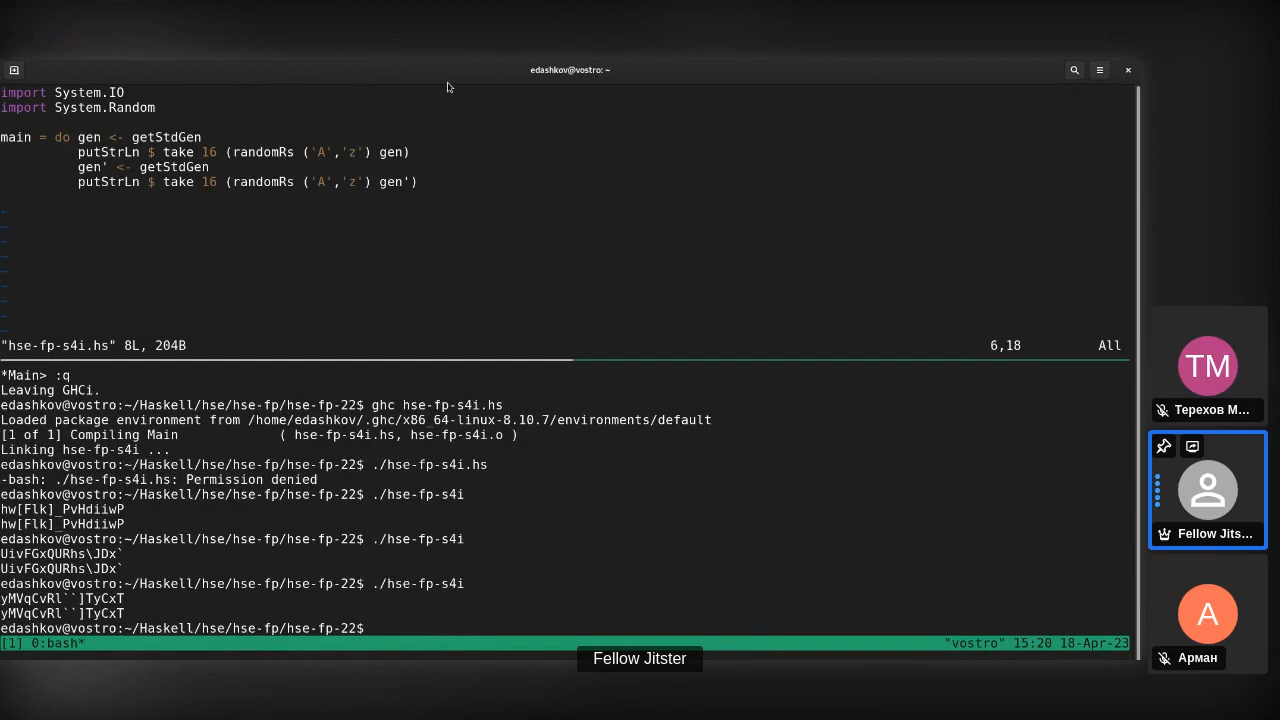 edashkov@vostro: ~
import System.IO
import System.Random
main = do gen <- getStdGen
putStrLn $ take 16 (randomRs ('A','z') gen)
gen' <- getStdGen
putStrLn $ take 16 (randomRs ('A','z') gen')
~
~
~
~
~
~
~
~
~
"hse-fp-s4i.hs" 8L, 204B 6,18 All
*Main> :q
Leaving GHCi.
edashkov@vostro:~/Haskell/hse/hse-fp/hse-fp-22$ ghc hse-fp-s4i.hs
Loaded package environment from /home/edashkov/.ghc/x86_64-linux-8.10.7/environments/default
[1 of 1] Compiling Main ( hse-fp-s4i.hs, hse-fp-s4i.o )
Linking hse-fp-s4i ...
edashkov@vostro:~/Haskell/hse/hse-fp/hse-fp-22$ ./hse-fp-s4i.hs
-bash: ./hse-fp-s4i.hs: Permission denied
edashkov@vostro:~/Haskell/hse/hse-fp/hse-fp-22$ ./hse-fp-s4i
hw[Flk]_PvHdiiwP
hw[Flk]_PvHdiiwP
edashkov@vostro:~/Haskell/hse/hse-fp/hse-fp-22$ ./hse-fp-s4i
UivFGxQURhs\JDx`
UivFGxQURhs\JDx`
edashkov@vostro:~/Haskell/hse/hse-fp/hse-fp-22$ ./hse-fp-s4i
yMVqCvRl``]TyCxT
yMVqCvRl``]TyCxT
edashkov@vostro:~/Haskell/hse/hse-fp/hse-fp-22$
[1] 0:bash* "vostro" 15:20 18-Apr-23
Fellow Jitster
TM
Терехов М...
Fellow Jits...
A
Арман